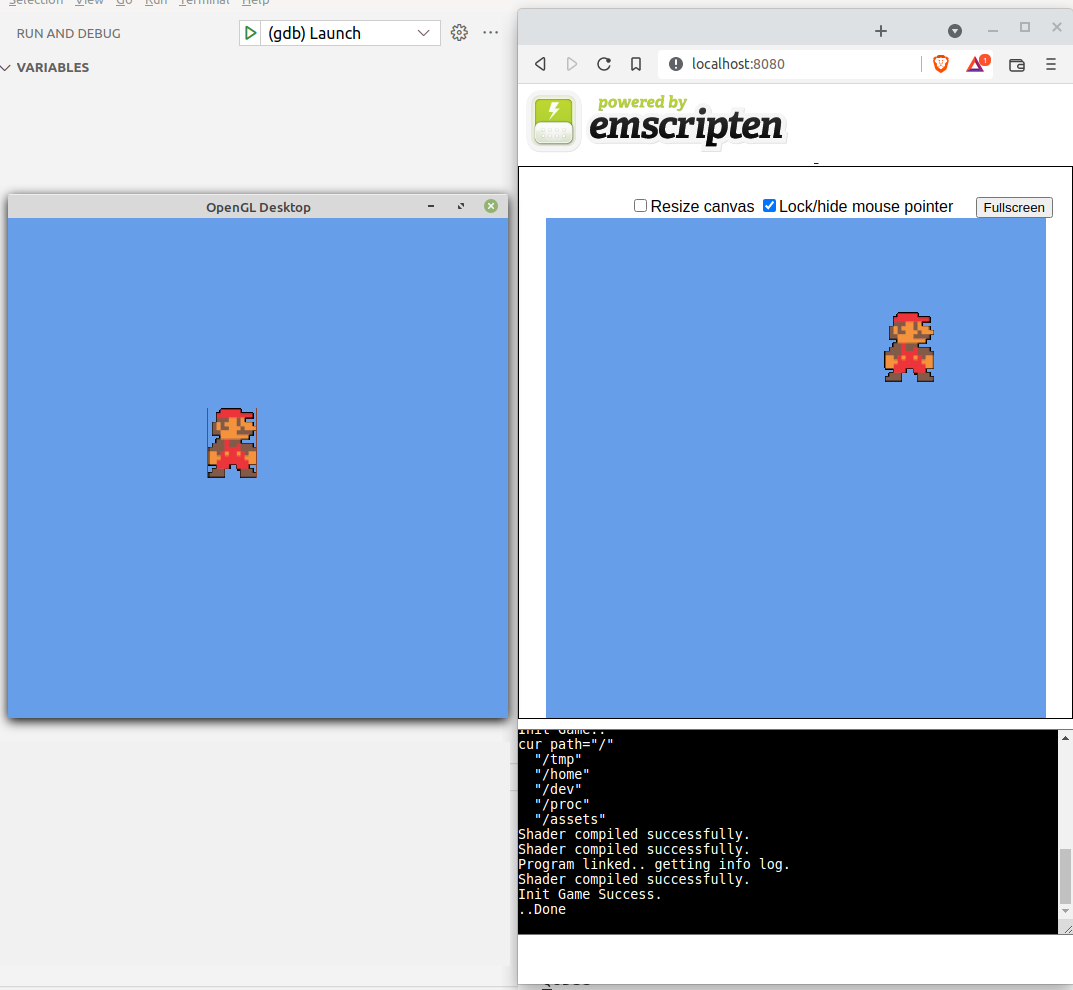 Selection View Go Run Terminal Help
RUN AND DEBUG
(gdb) Launch
VARIABLES
OpenGL Desktop
1
localhost:8080
powered by
emscripten
Resize canvas
Lock/hide mouse pointer
Fullscreen
Init Game..
cur path="/"
"/tmp"
"/home"
"/dev"
"/proc"
"/assets"
Shader compiled successfully.
Shader compiled successfully.
Program linked.. getting info log.
Shader compiled successfully.
Init Game Success.
..Done